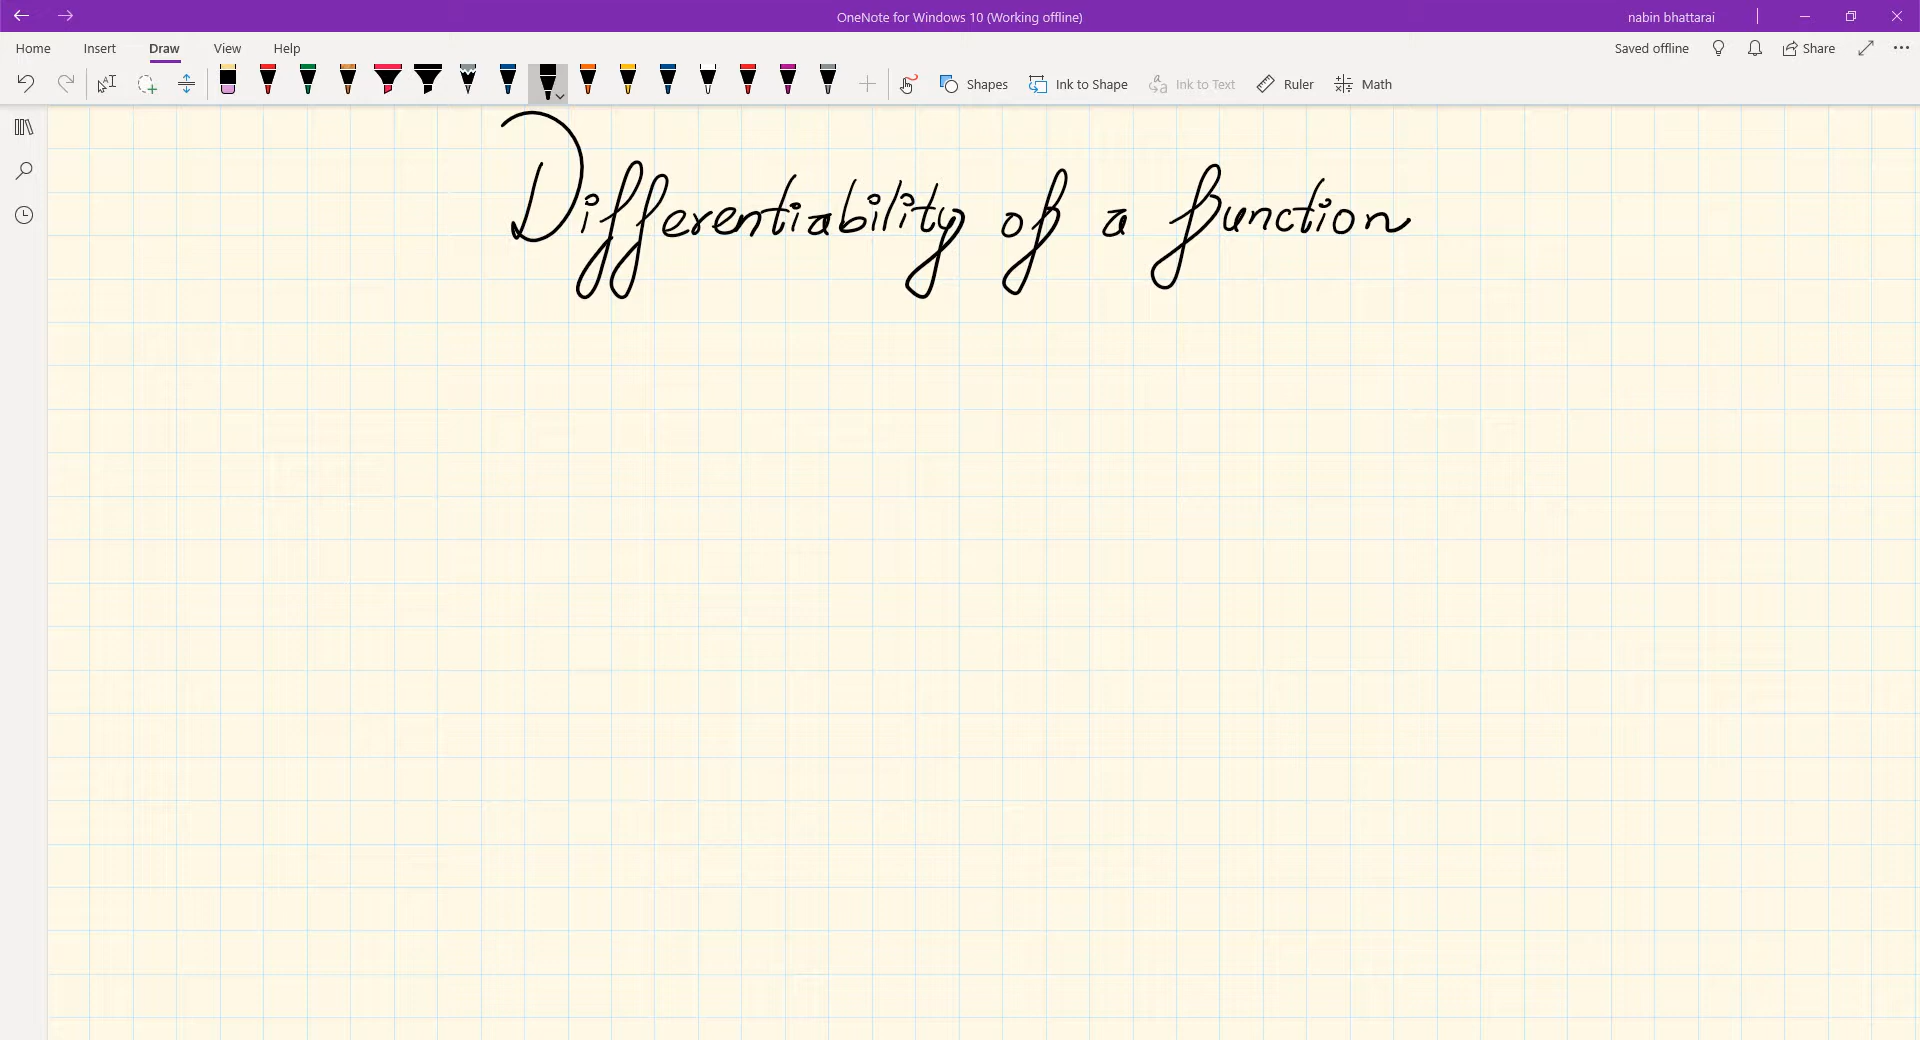 OneNote for Windows 10 (Working offline)
nabin bhattarai
Home Insert Draw View Help
Saved offline Share
Shapes Ink to Shape Ink to Text Ruler Math
Differentiability of a function